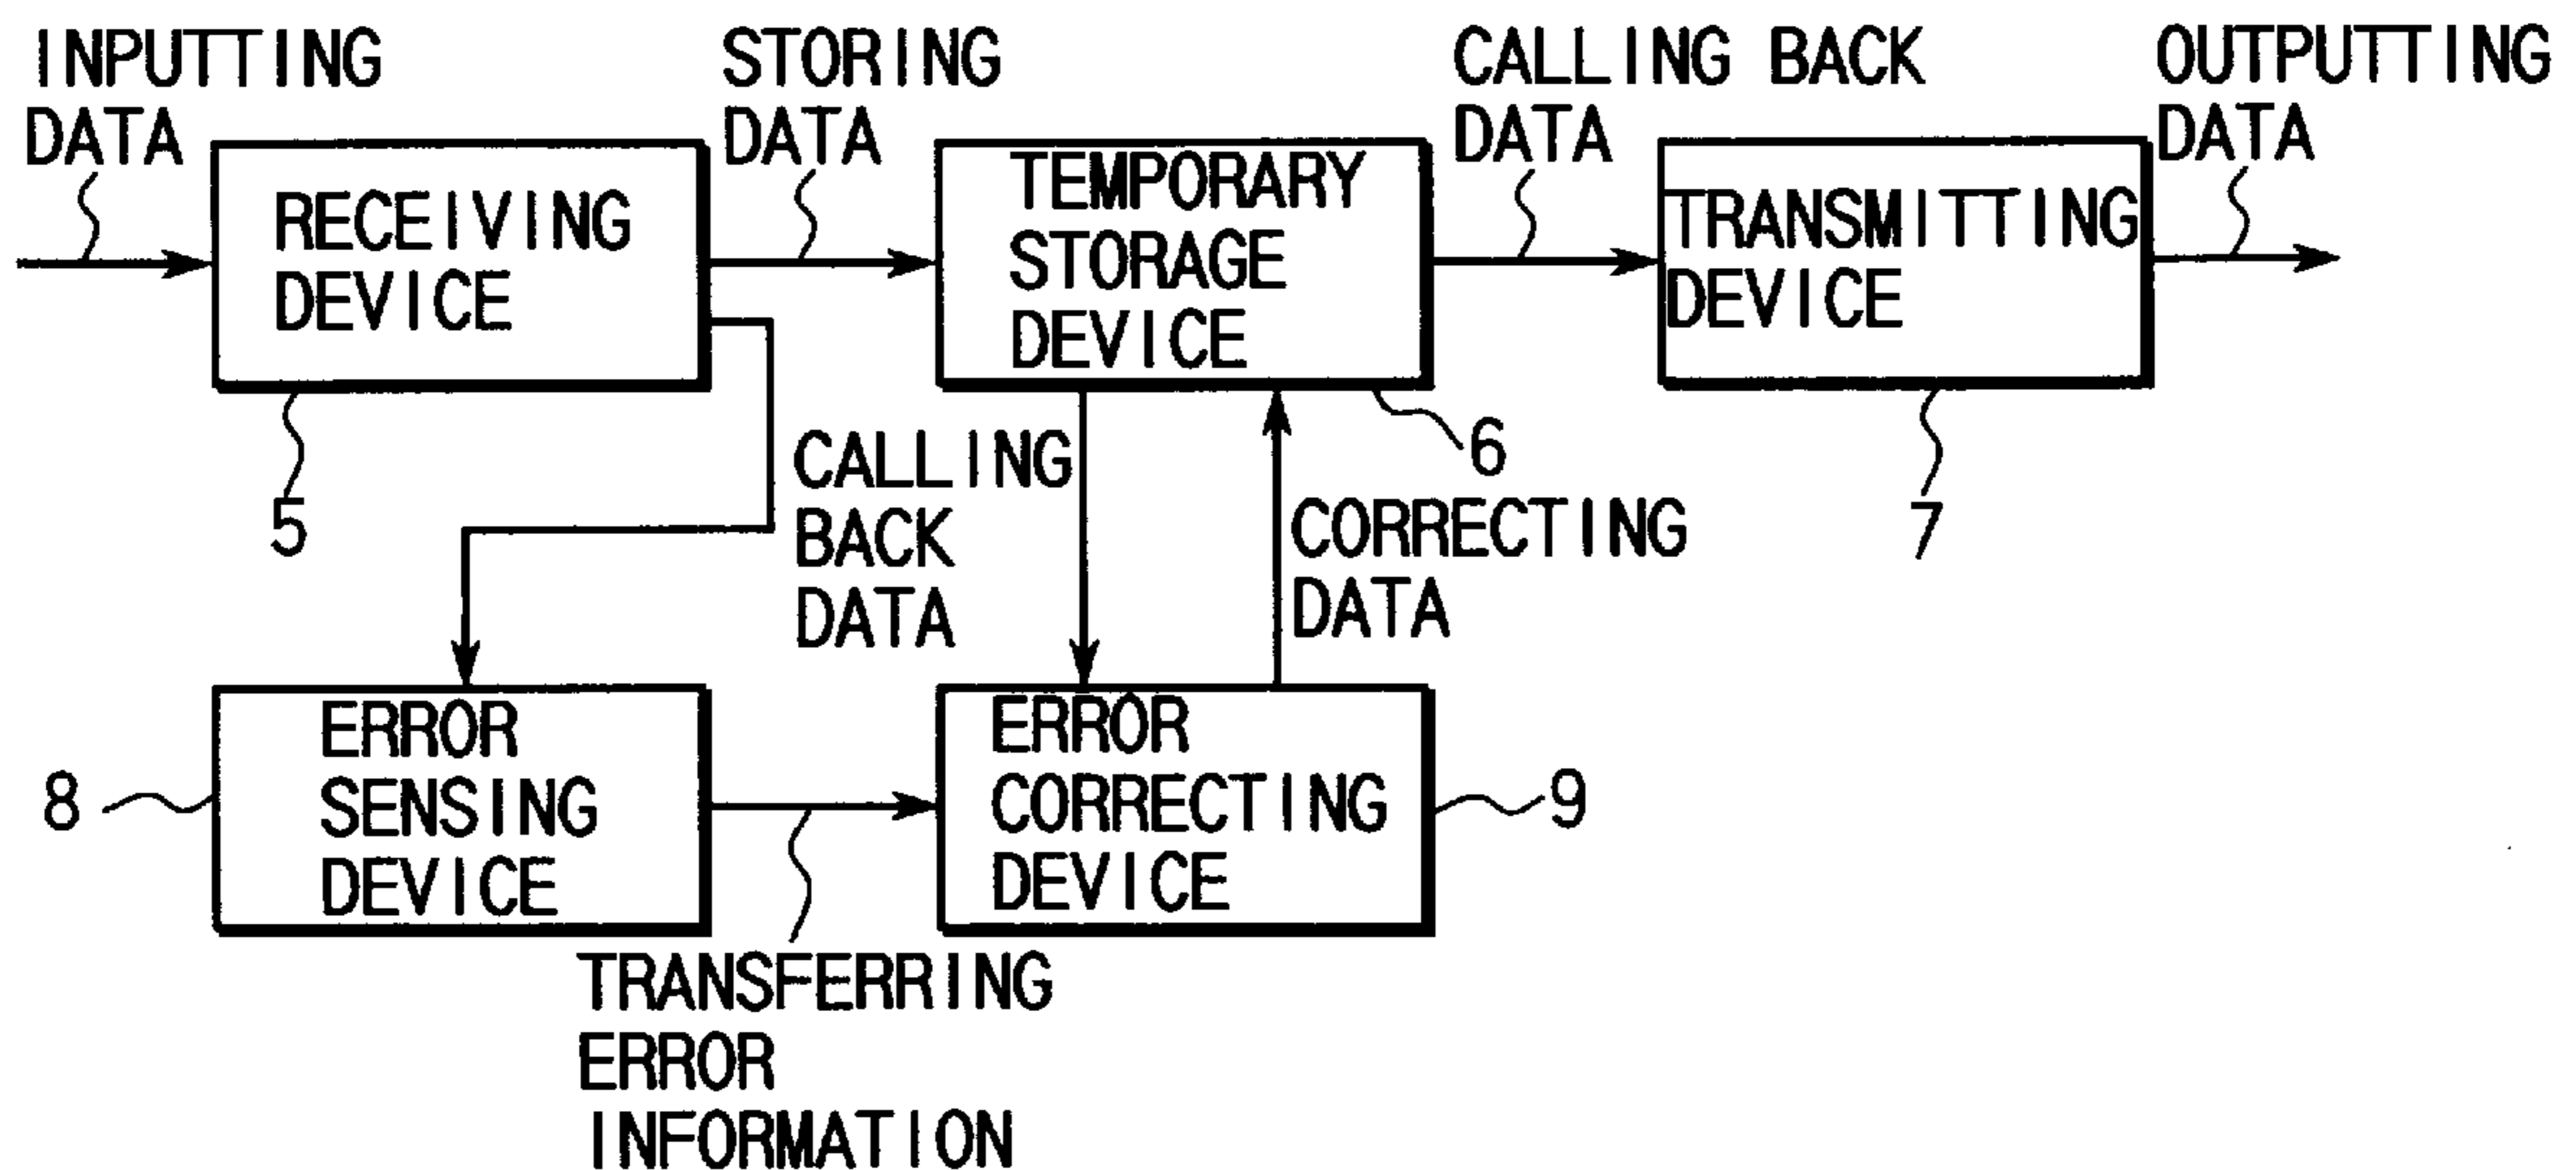 INPUTTING
DATA
STORING
DATA
CALLING BACK
DATA
OUTPUTTING
DATA
RECEIVING
DEVICE
TEMPORARY
STORAGE
DEVICE
TRANSMITTING
DEVICE
5
6
7
CALLING
BACK
DATA
CORRECTING
DATA
8
ERROR
SENSING
DEVICE
ERROR
CORRECTING
DEVICE
9
TRANSFERRING
ERROR
INFORMATION